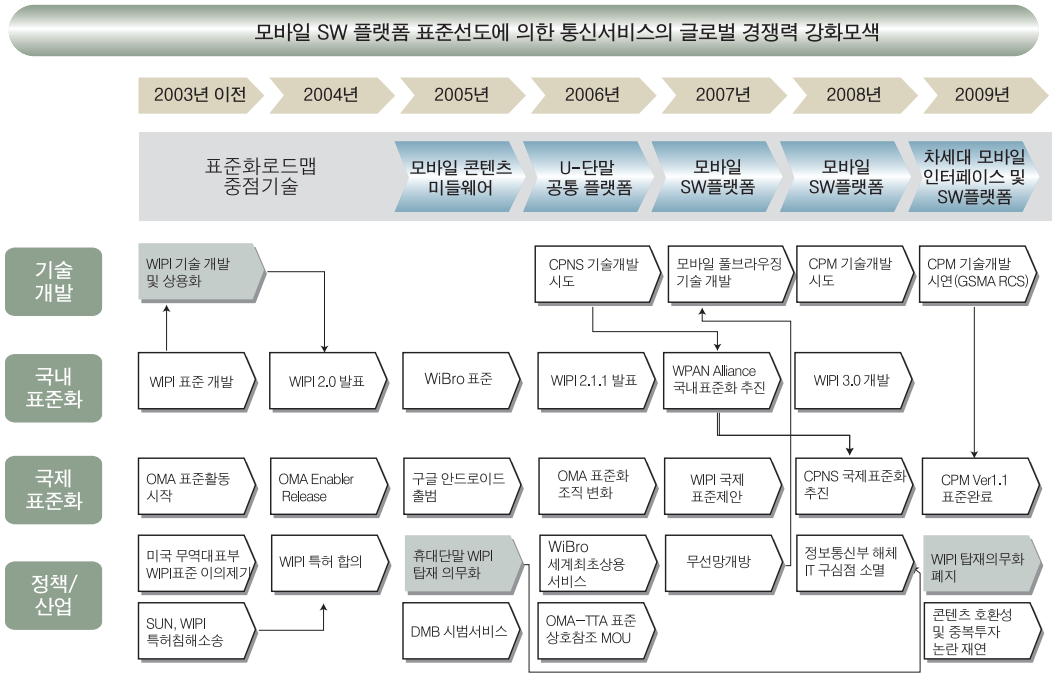 모바일 SW 플랫폼 표준선도에 의한 통신서비스의 글로벌 경쟁력 강화모색
2003년 이전
2004년
2005년
2006년
2007년
2008년
2009년
표준화로드맵
중점기술
모바일 콘텐츠
미들웨어
U-단말
공통 플랫폼
모바일
SW플랫폼
모바일
SW플랫폼
차세대 모바일
인터페이스 및
SW플랫폼
기술
개발
WIPI 기술 개발
및 상용화
CPNS 기술개발
시도
모바일 풀브라우징
기술 개발
CPM 기술개발
시도
CPM 기술개발
시연(GSMA RCS)
국내
표준화
WIPI 표준 개발
WIPI 2.0 발표
WiBro 표준
WIPI 2.1.1 발표
WPAN Alliance
국내표준화 추진
WIPI 3.0 개발
국제
표준화
OMA 표준활동
시작
OMA Enabler
Release
구글 안드로이드
출범
OMA 표준화
조직 변화
WIPI 국제
표준제안
CPNS 국제표준화
추진
CPM Ver1.1
표준완료
정책/
산업
미국 무역대표부
WIPI표준 이의제기
WIPI 특허 합의
휴대단말 WIPI
탑재 의무화
WiBro
세계최초상용
서비스
무선망개방
정보통신부 해체
IT 구심점 소멸
WIPI 탑재의무화
폐지
SUN, WIPI
특허침해소송
DMB 시범서비스
OMA-TTA 표준
상호참조 MOU
콘텐츠 호환성
및 중복투자
논란 재연